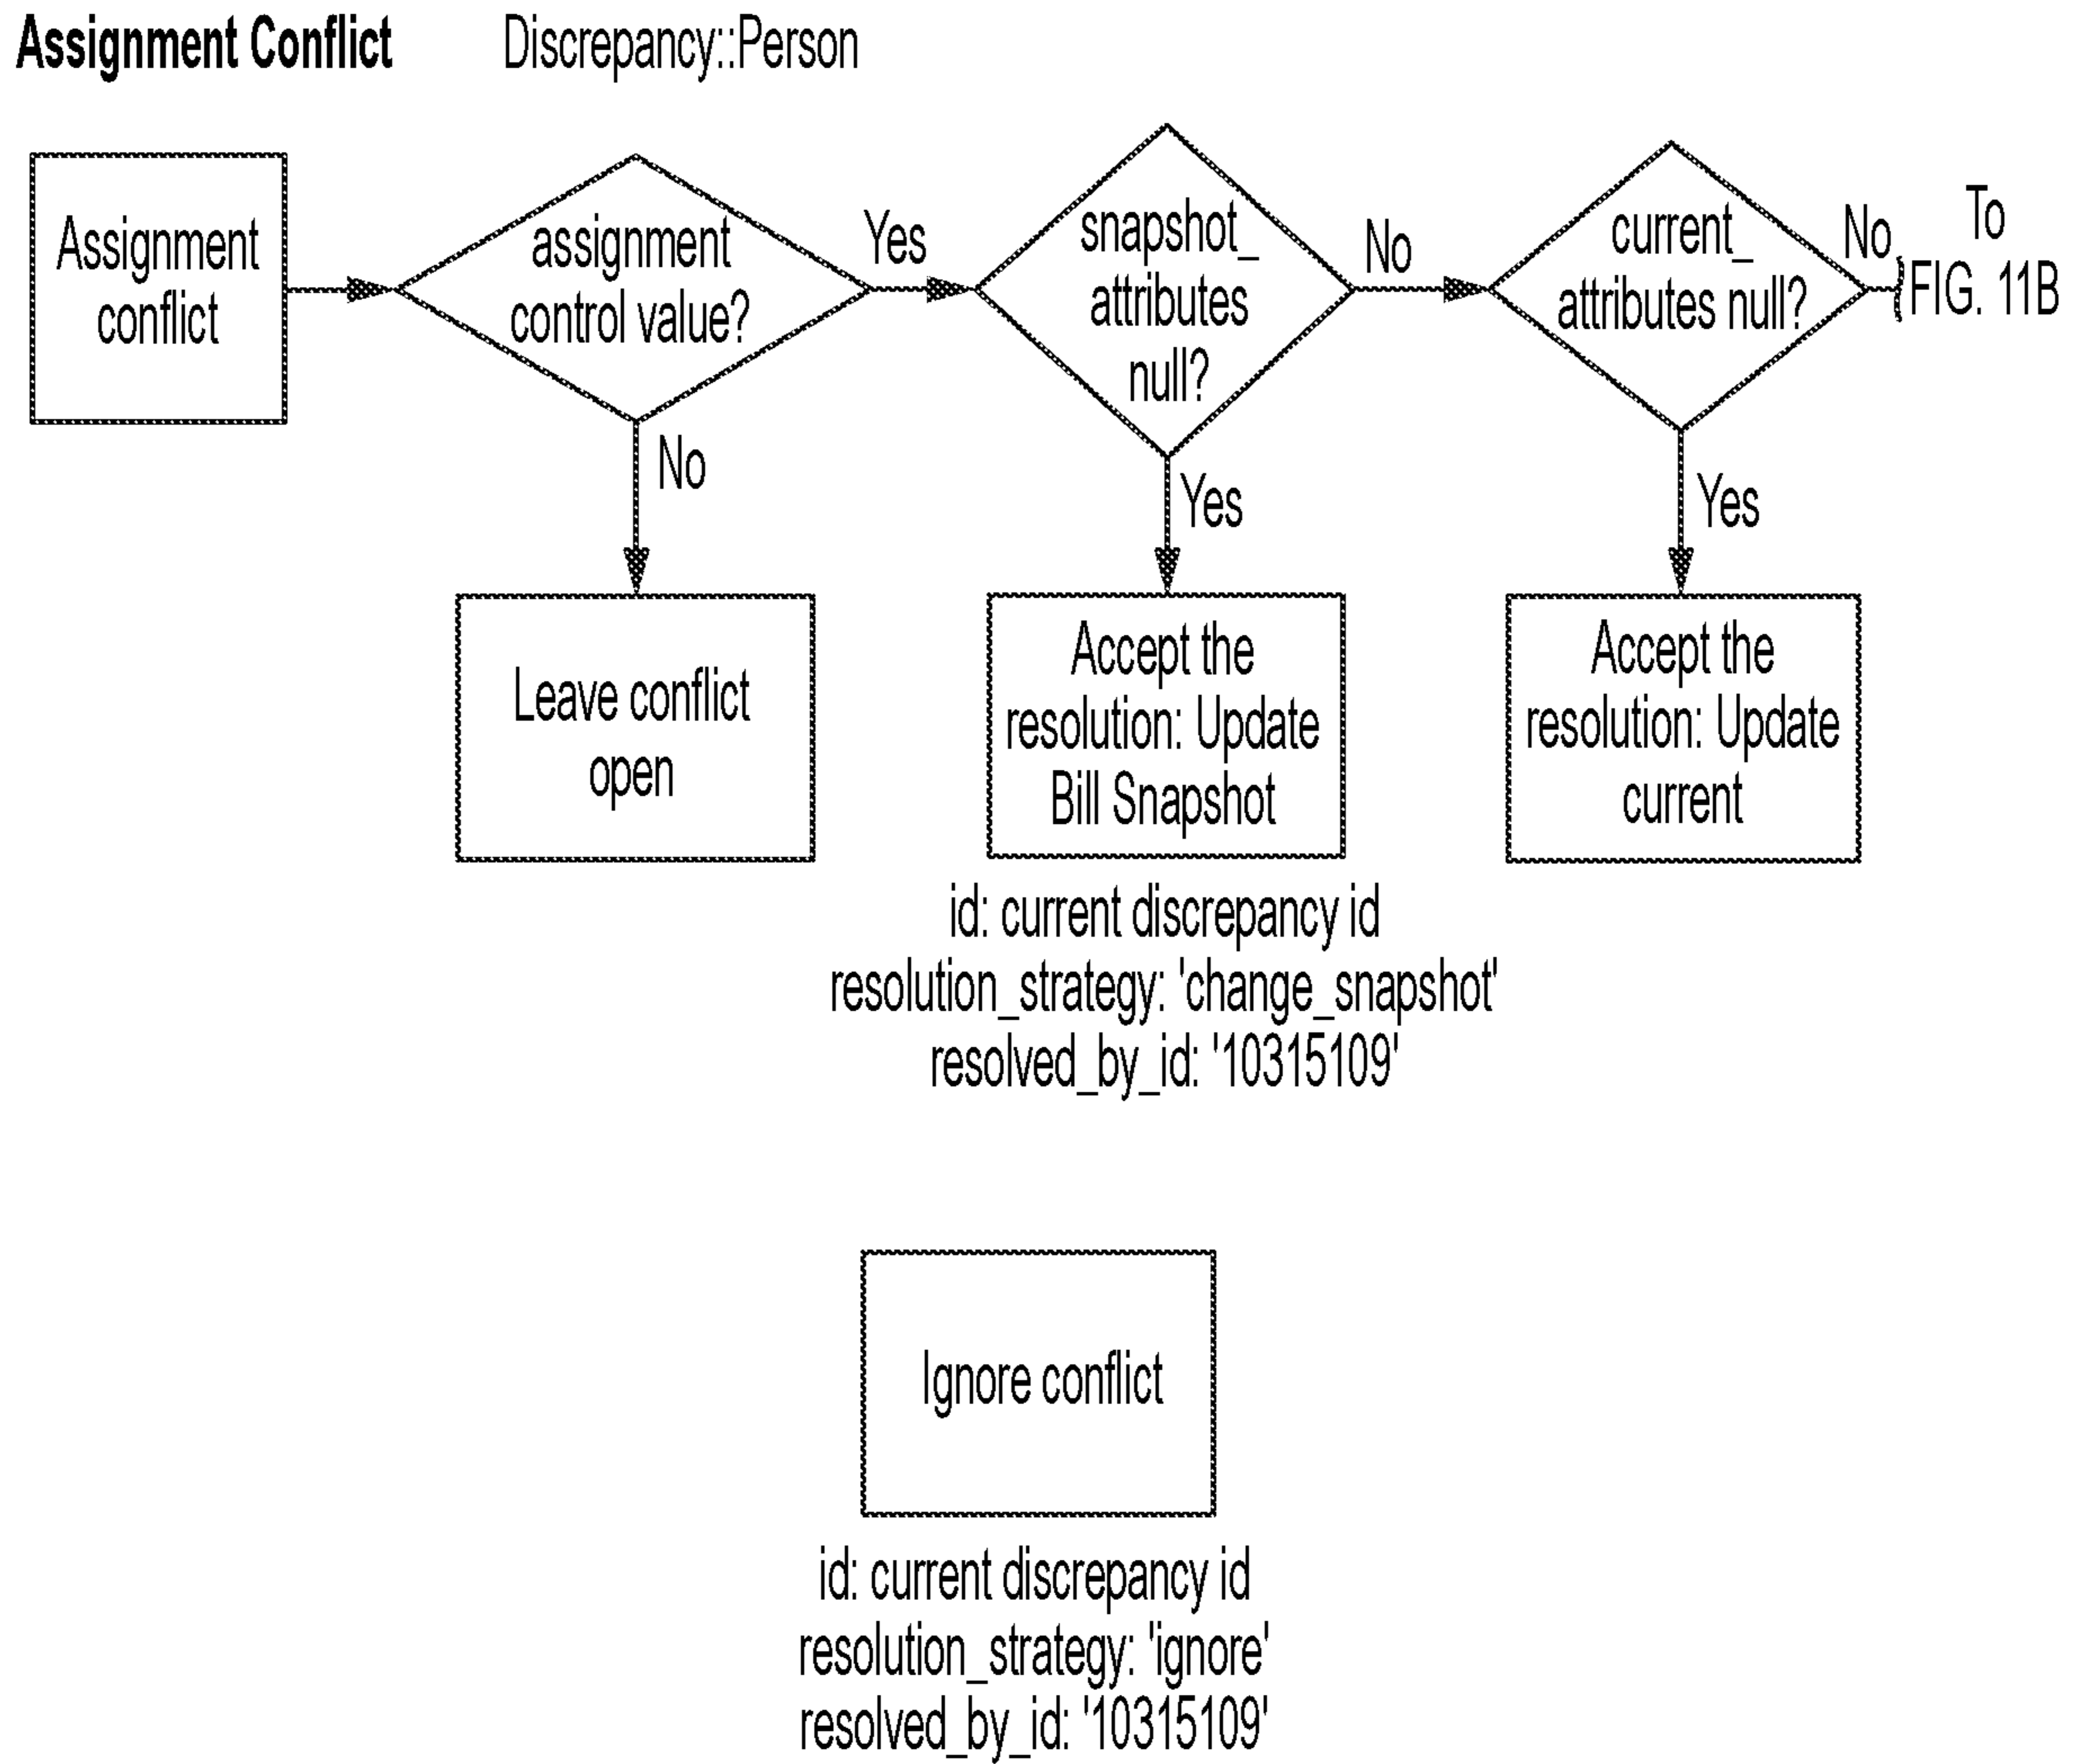 Assignment Conflict
Discrepancy::Person
Assignment
conflict
assignment
control value?
Yes
No
snapshot_
attributes
null?
No
Yes
current_
attributes null?
No
Yes
To
FIG. 11B
Leave conflict
open
Accept the
resolution: Update
Bill Snapshot
Accept the
resolution: Update
current
id: current discrepancy id
resolution_strategy: 'change_snapshot'
resolved_by_id: '10315109'
Ignore conflict
id: current discrepancy id
resolution_strategy: 'ignore'
resolved_by_id: '10315109'